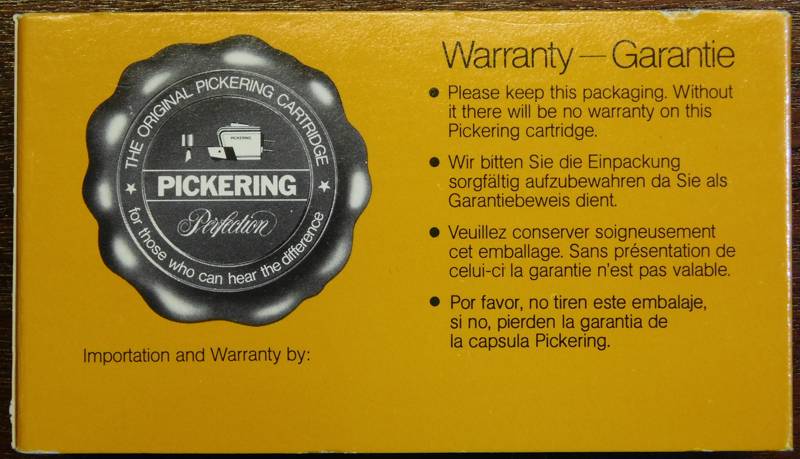 THE ORIGINAL PICKERING CARTRIDGE
PICKERING
PICKERING
Perfection
for those who can hear the difference
Importation and Warranty by:
Warranty — Garantie
• Please keep this packaging. Without
it there will be no warranty on this
Pickering cartridge.
• Wir bitten Sie die Einpackung
sorgfältig aufzubewahren da Sie als
Garantiebeweis dient.
• Veuillez conserver soigneusement
cet emballage. Sans présentation de
celui-ci la garantie n'est pas valable.
• Por favor, no tiren este embalaje,
si no, pierden la garantia de
la capsula Pickering.